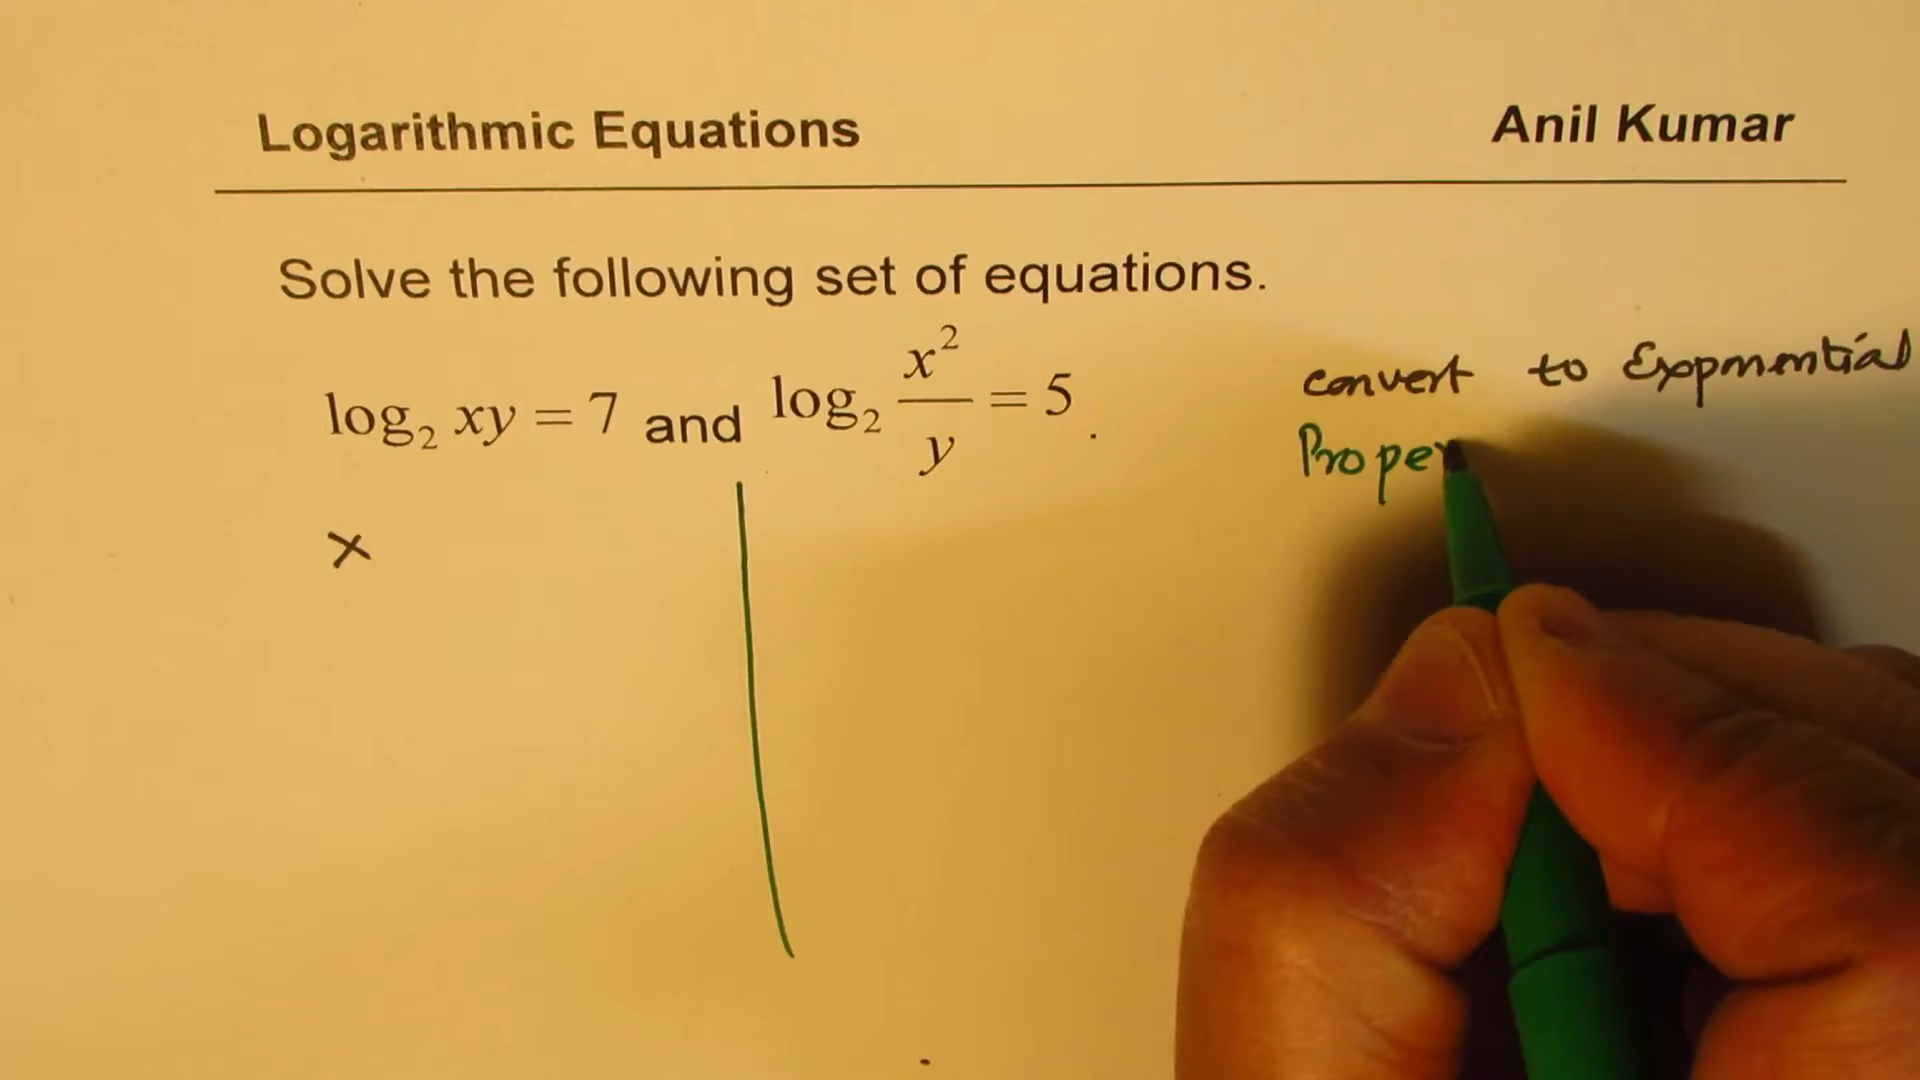 Logarithmic Equations Anil Kumar
Solve the following set of equations.
log₂ xy = 7 and log₂ x²/y = 5 .
convert to Exponential
Proper
x